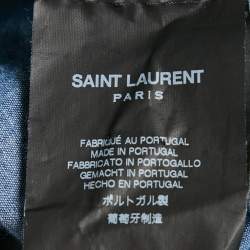 SAINT LAURENT
PARIS
FABRIQUÉ AU PORTUGAL
MADE IN PORTUGAL
FABBRICATO IN PORTOGALLO
GEMACHT IN PORTUGAL
HECHO EN PORTUGAL
ポルトガル製
葡萄牙制造